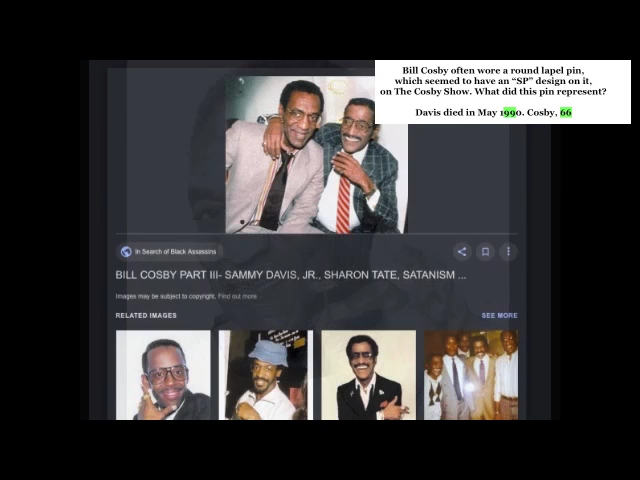 Bill Cosby often wore a round lapel pin,
which seemed to have an “SP” design on it,
on The Cosby Show. What did this pin represent?
Davis died in May 1990. Cosby, 66
In Search of Black Assassins
BILL COSBY PART III- SAMMY DAVIS, JR., SHARON TATE, SATANISM ...
Images may be subject to copyright. Find out more
RELATED IMAGES
SEE MORE